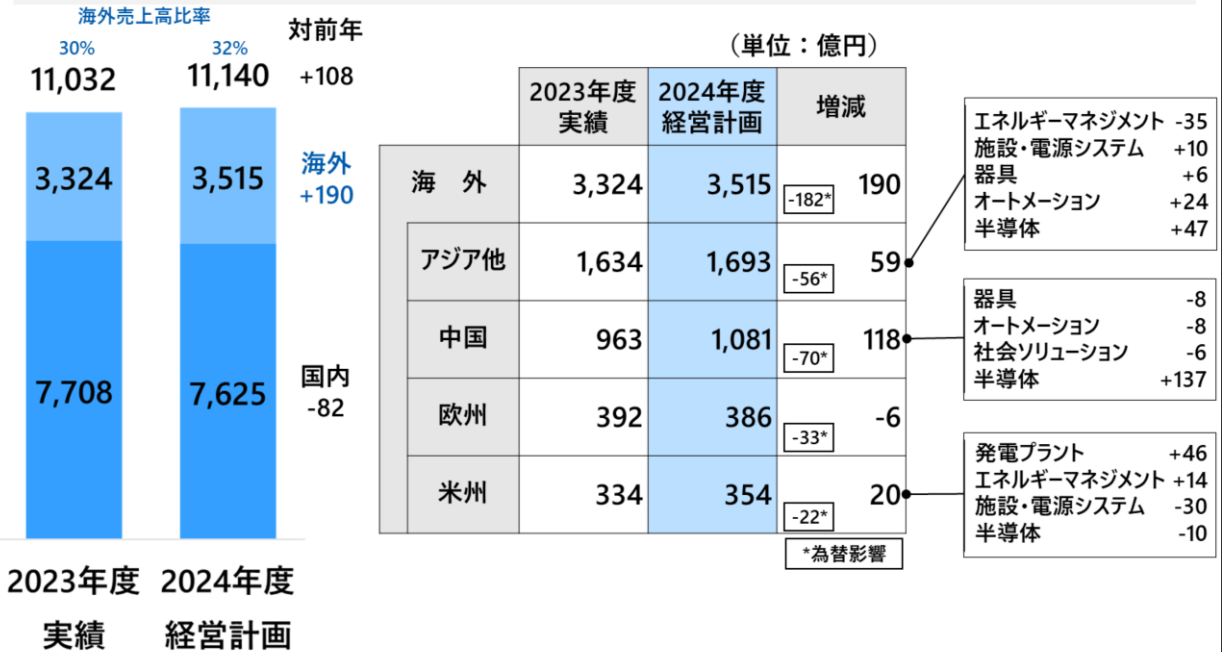 海外売上高比率
30% 32% 対前年
11,032 11,140 +108
3,324 3,515 海外
+190
7,708 7,625 国内
-82
2023年度 2024年度
実績 経営計画
(単位:億円)
2023年度 2024年度 増減
実績 経営計画
海 外 3,324 3,515 -182* 190
アジア他 1,634 1,693 -56* 59
中国 963 1,081 -70* 118
欧州 392 386 -33* -6
米州 334 354 -22* 20
*為替影響
エネルギーマネジメント -35
施設・電源システム +10
器具 +6
オートメーション +24
半導体 +47
器具 -8
オートメーション -8
社会ソリューション -6
半導体 +137
発電プラント +46
エネルギーマネジメント +14
施設・電源システム -30
半導体 -10